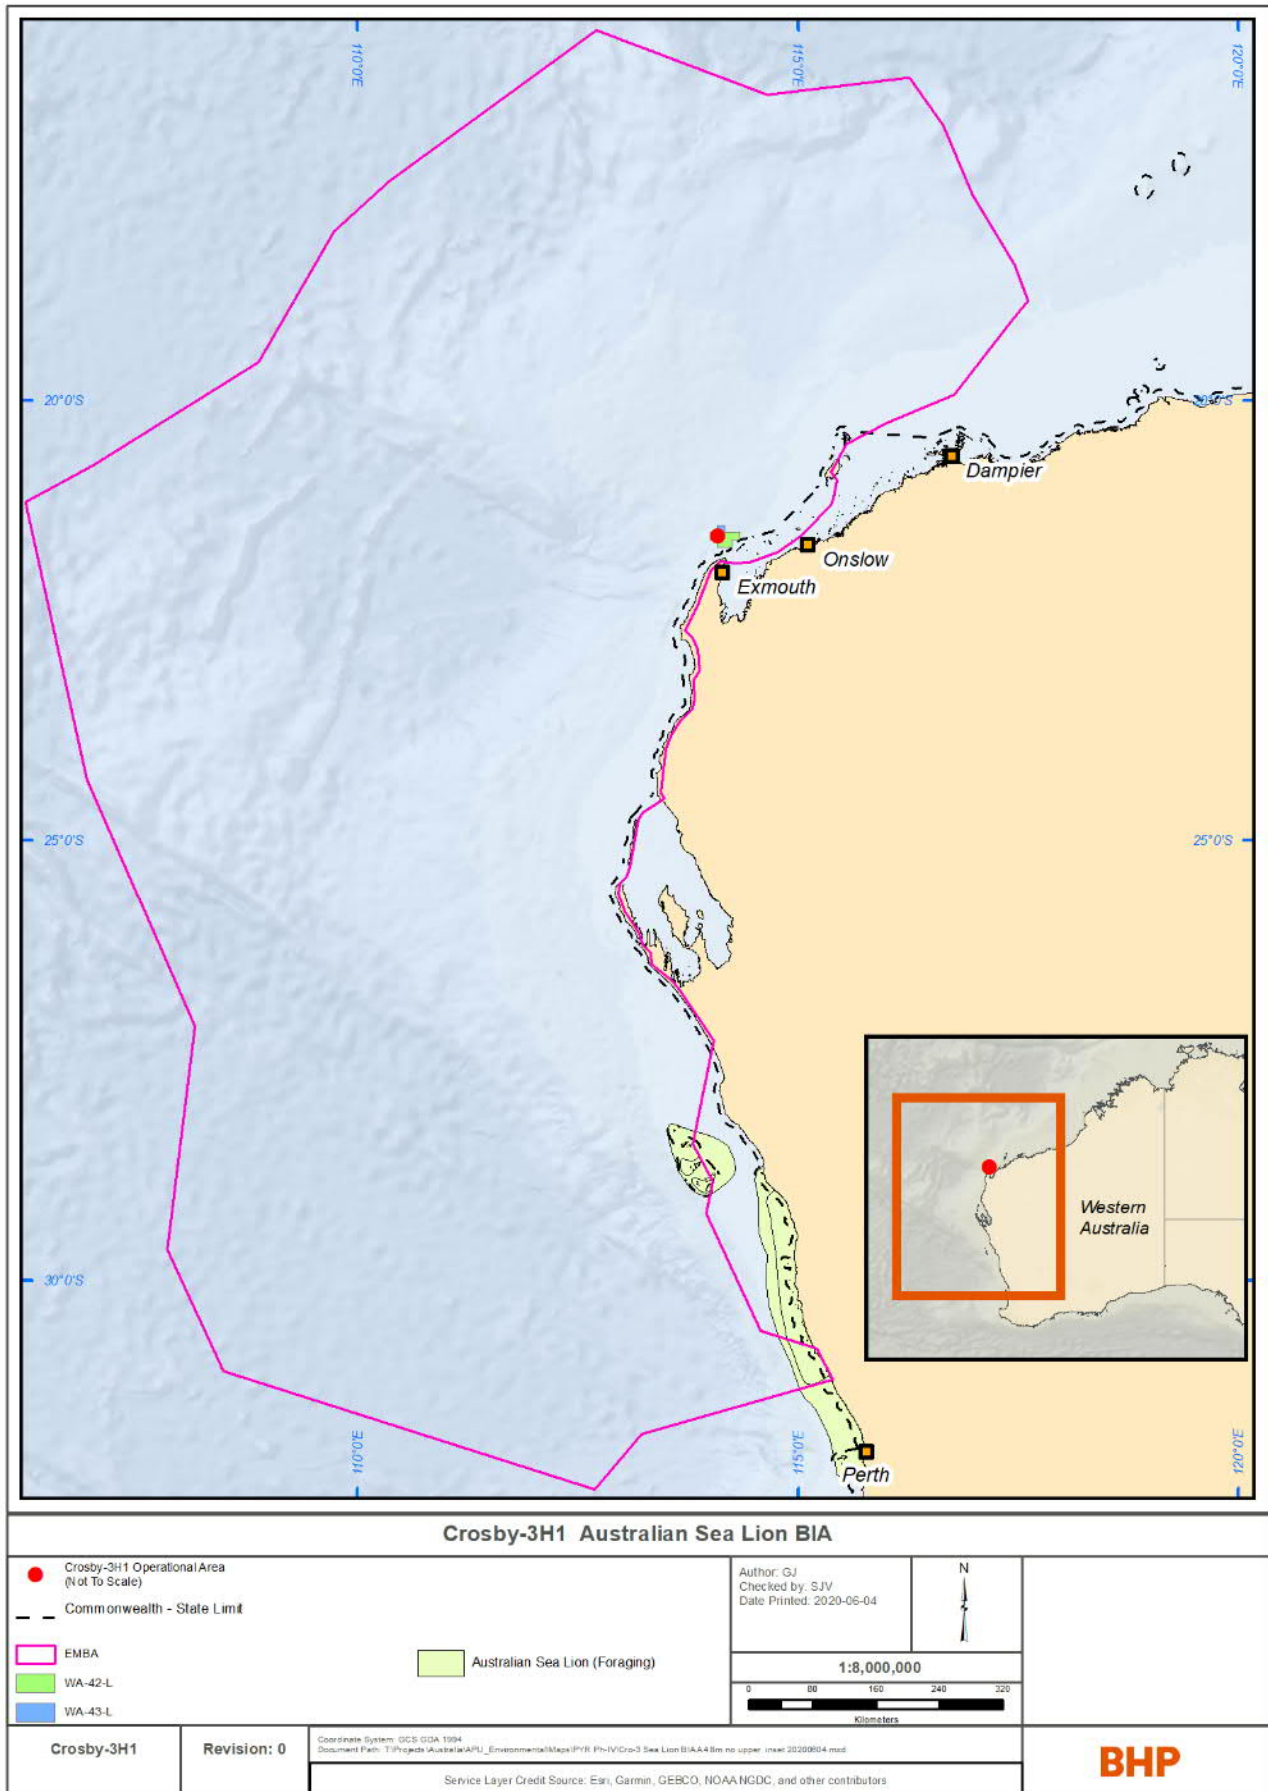 110°0'E
115°0'E
120°0'E
20°0'S
20°0'S
Dampier
Onslow
Exmouth
25°0'S
25°0'S
Western
Australia
30°0'S
110°0'E
115°0'E
120°0'E
Perth
Crosby-3H1 Australian Sea Lion BIA
Crosby-3H1 Operational Area
(Not To Scale)
Commonwealth - State Limit
EMBA
WA-42-L
WA-43-L
Australian Sea Lion (Foraging)
Author: GJ
Checked by: SJV
Date Printed: 2020-06-04
N
1:8,000,000
0 80 160 240 320
Kilometers
Crosby-3H1
Revision: 0
Coordinate System: GCS GDA 1994
Service Layer Credit Source: Esri, Garmin, GEBCO, NOAA NGDC, and other contributors
BHP